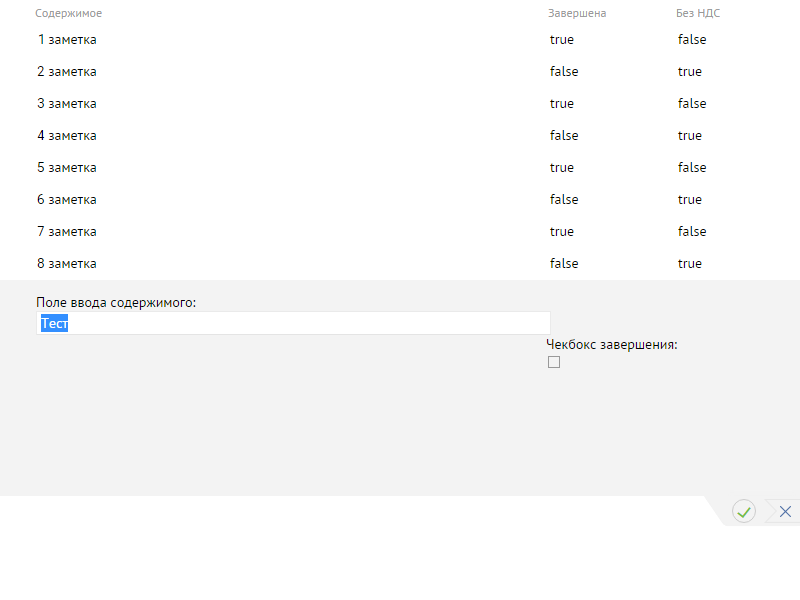 Содержимое Завершена Без НДС
1 заметка true false
2 заметка false true
3 заметка true false
4 заметка false true
5 заметка true false
6 заметка false true
7 заметка true false
8 заметка false true
Поле ввода содержимого:
Тест
Чекбокс завершения: